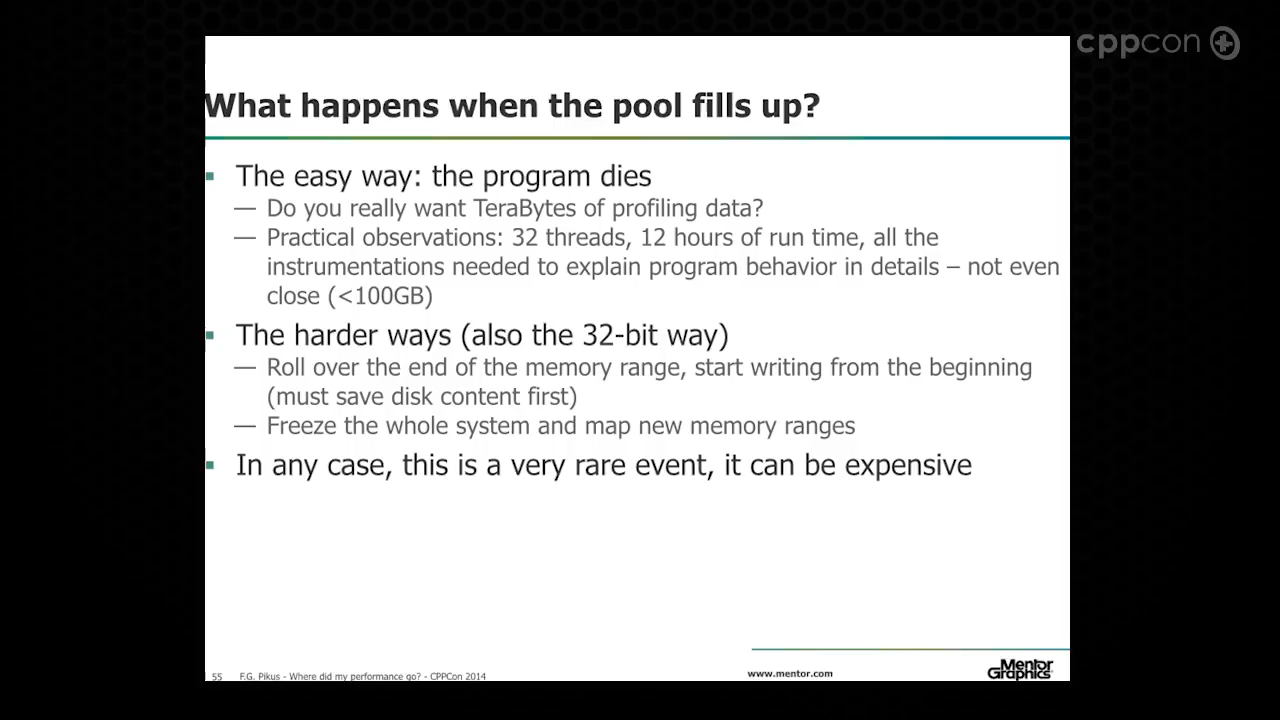 cppcon
What happens when the pool fills up?
The easy way: the program dies
— Do you really want TeraBytes of profiling data?
— Practical observations: 32 threads, 12 hours of run time, all the
instrumentations needed to explain program behavior in details – not even
close (<100GB)
The harder ways (also the 32-bit way)
— Roll over the end of the memory range, start writing from the beginning
(must save disk content first)
— Freeze the whole system and map new memory ranges
In any case, this is a very rare event, it can be expensive
55 F.G. Pikus - Where did my performance go? - CPPCon 2014
www.mentor.com
Mentor
Graphics